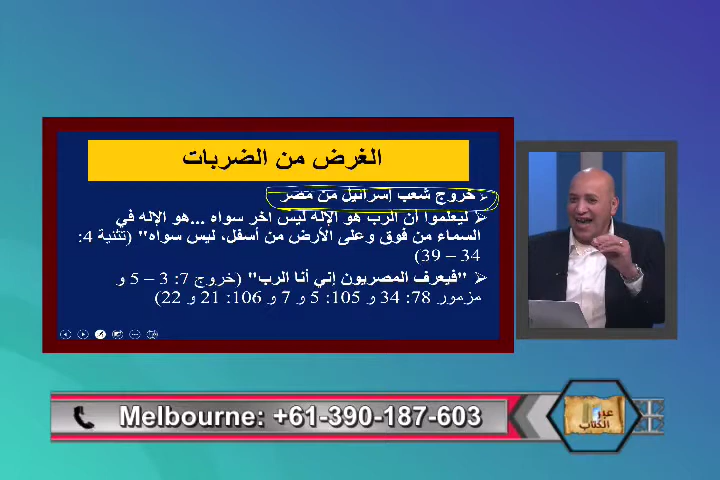 الغرض من الضربات
خروج شعب إسرائيل من مصر
ليعلموا أن الرب هو الإله ليس آخر سواه ...هو الإله في
السماء من فوق وعلى الأرض من أسفل، ليس سواه" (تثنية 4:
34 – 39)
"فيعرف المصريون إني أنا الرب" (خروج 7: 3 – 5 و
مزمور 78: 34 و 105: 5 و 7 و 106: 21 و 22)
Melbourne: +61-390-187-603
عبر
الكتاب